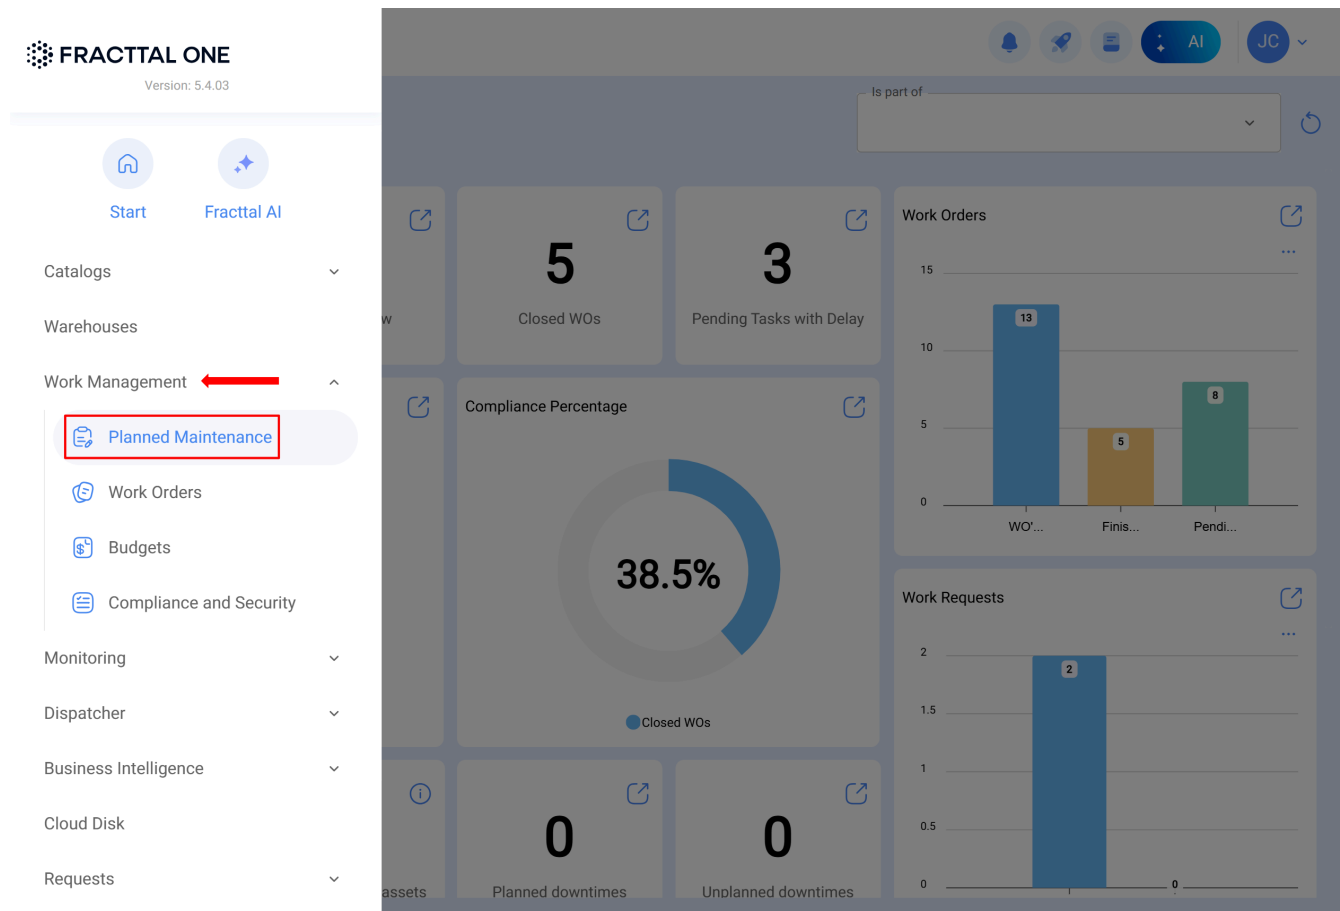 FRACTTAL ONE
Version: 5.4.03
Start
Fracttal AI
Catalogs
Warehouses
Work Management
Planned Maintenance
Work Orders
Budgets
Compliance and Security
Monitoring
Dispatcher
Business Intelligence
Cloud Disk
Requests
AI
JC
Is part of
w
5
Closed WOs
3
Pending Tasks with Delay
Work Orders
...
15
10
5
0
13
5
8
WO'...
Finis...
Pendi...
Compliance Percentage
38.5%
Closed WOs
Work Requests
...
2
1.5
1
0.5
0
2
0
assets
0
Planned downtimes
0
Unplanned downtimes